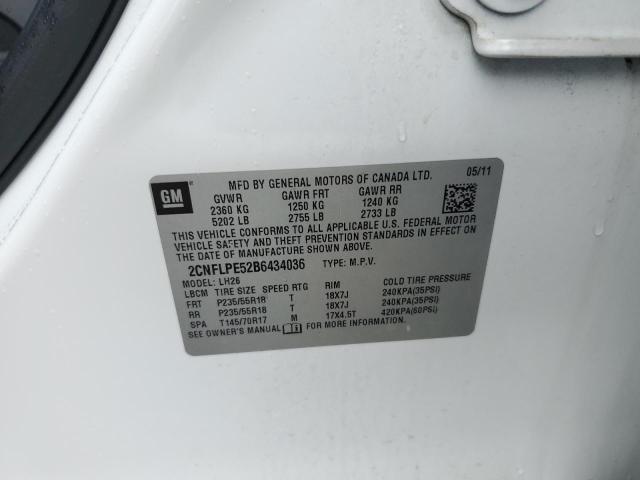 GM
MFD BY GENERAL MOTORS OF CANADA LTD. 05/11
GVWR GAWR FRT GAWR RR
2360 KG 1250 KG 1240 KG
5202 LB 2755 LB 2733 LB
THIS VEHICLE CONFORMS TO ALL APPLICABLE U.S. FEDERAL MOTOR
VEHICLE SAFETY AND THEFT PREVENTION STANDARDS IN EFFECT ON
THE DATE OF MANUFACTURE SHOWN ABOVE.
2CNFLPE52B6434036 TYPE: M.P.V.
MODEL: LH26
LBCM TIRE SIZE SPEED RTG RIM COLD TIRE PRESSURE
FRT P235/55R18 T 18X7J 240KPA(35PSI)
RR P235/55R18 T 18X7J 240KPA(35PSI)
SPA T145/70R17 M 17X4.5T 420KPA(60PSI)
SEE OWNER'S MANUAL FOR MORE INFORMATION.